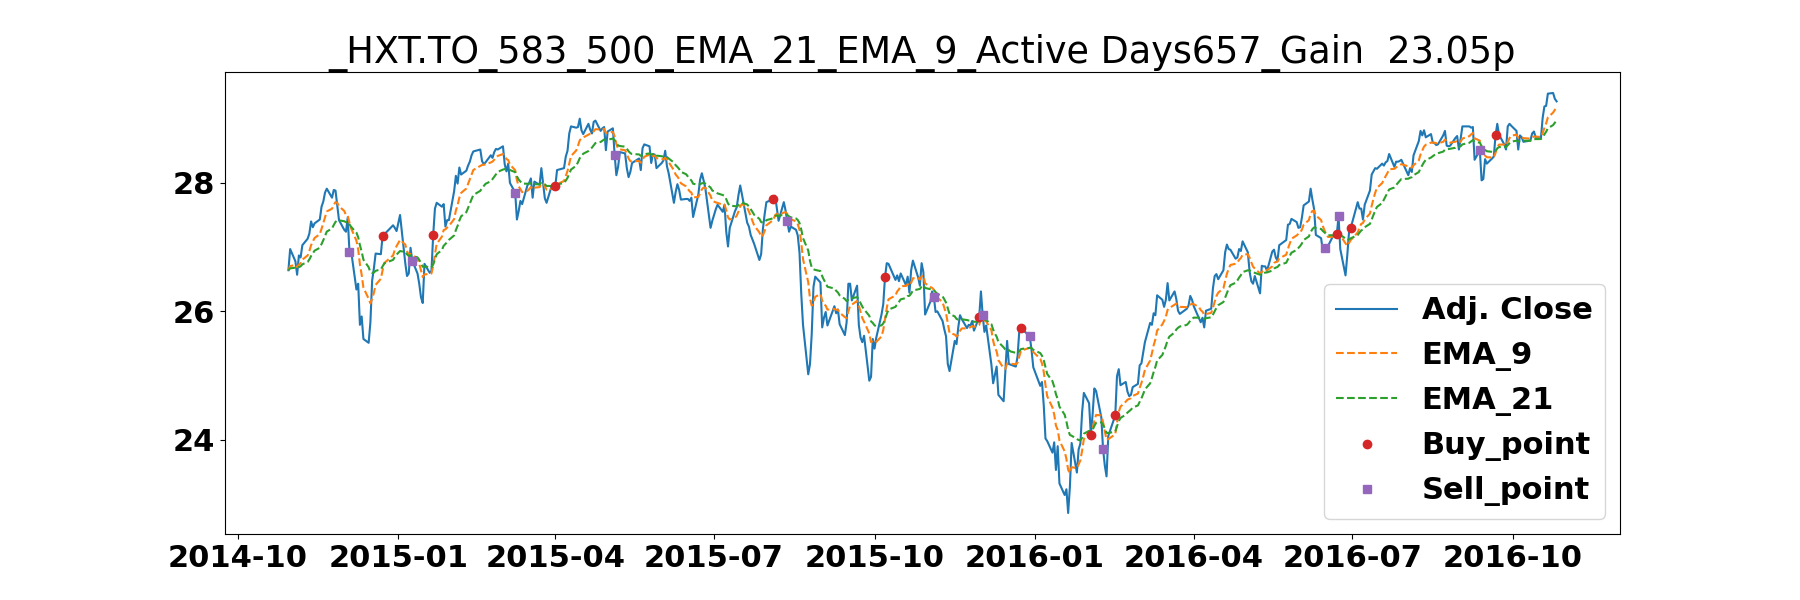 _HXT.TO_583_500_EMA_21_EMA_9_Active Days657_Gain  23.05p
28
26
24
Adj. Close
EMA_9
EMA_21
Buy_point
Sell_point
2014-10 2015-01 2015-04 2015-07 2015-10 2016-01 2016-04 2016-07 2016-10